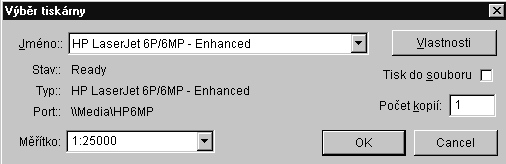 Výběr tiskárny
Jméno:: HP LaserJet 6P/6MP - Enhanced Vlastnosti
Stav:: Ready Tisk do souboru
Typ:: HP LaserJet 6P/6MP - Enhanced
Port:: \\Media\HP6MP Počet kopií: 1
Měřítko: 1:25000 OK Cancel